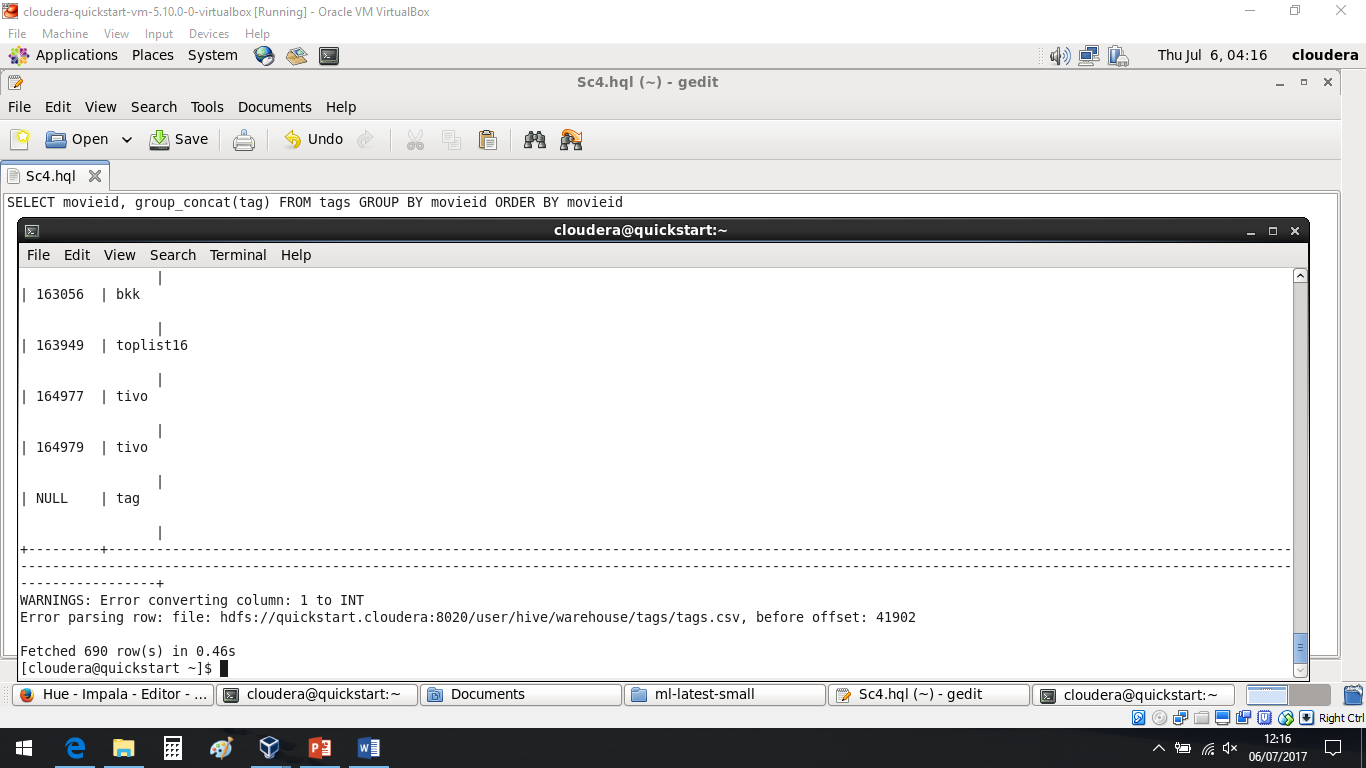 cloudera-quickstart-vm-5.10.0-0-virtualbox [Running] - Oracle VM VirtualBox
File Machine View Input Devices Help
Applications Places System Thu Jul 6, 04:16 cloudera
Sc4.hql (~) - gedit
File Edit View Search Tools Documents Help
Open Save Undo
Sc4.hql
SELECT movieid, group_concat(tag) FROM tags GROUP BY movieid ORDER BY movieid
cloudera@quickstart:~
File Edit View Search Terminal Help
|
| 163056 | bkk
|
| 163949 | toplist16
|
| 164977 | tivo
|
| 164979 | tivo
|
| NULL | tag
|
+---------+----------------------------------------------------------------------------------------------------------------------------------------------------
--------------------------------------------------------------------------------------------------------------------------------------------------------------
-----------------+
WARNINGS: Error converting column: 1 to INT
Error parsing row: file: hdfs://quickstart.cloudera:8020/user/hive/warehouse/tags/tags.csv, before offset: 41902
Fetched 690 row(s) in 0.46s
[cloudera@quickstart ~]$
Hue - Impala - Editor - ... cloudera@quickstart:~ Documents ml-latest-small Sc4.hql (~) - gedit cloudera@quickstart:~
Right Ctrl
12:16
06/07/2017